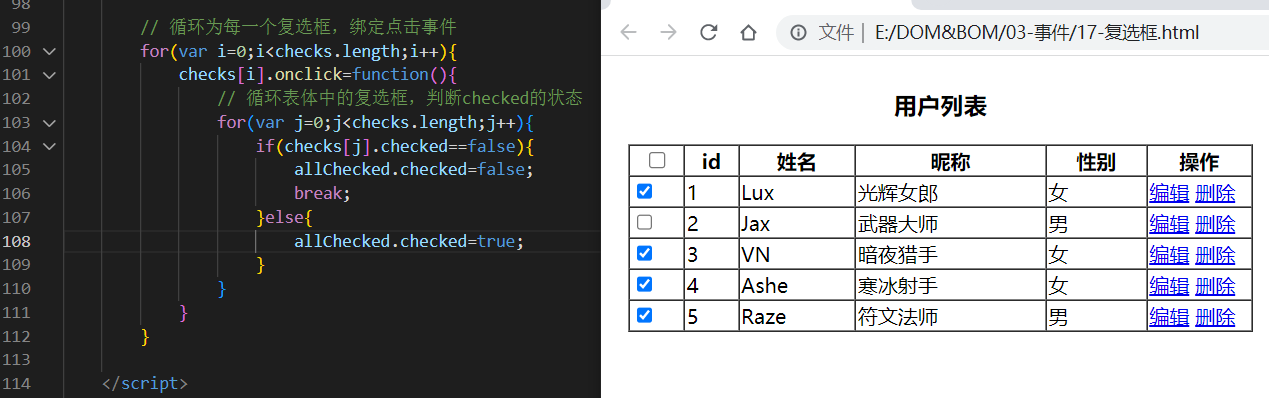 98
99 // 循环为每一个复选框，绑定点击事件
100 for(var i=0;i<checks.length;i++){
101 checks[i].onclick=function(){
102 // 循环表体中的复选框，判断checked的状态
103 for(var j=0;j<checks.length;j++){
104 if(checks[j].checked==false){
105 allChecked.checked=false;
106 break;
107 }else{
108 allChecked.checked=true;
109 }
110 }
111 }
112 }
113
114 </script>
文件 | E:/DOM&BOM/03-事件/17-复选框.html
用户列表
id 姓名 昵称 性别 操作
1 Lux 光辉女郎 女 编辑 删除
2 Jax 武器大师 男 编辑 删除
3 VN 暗夜猎手 女 编辑 删除
4 Ashe 寒冰射手 女 编辑 删除
5 Raze 符文法师 男 编辑 删除